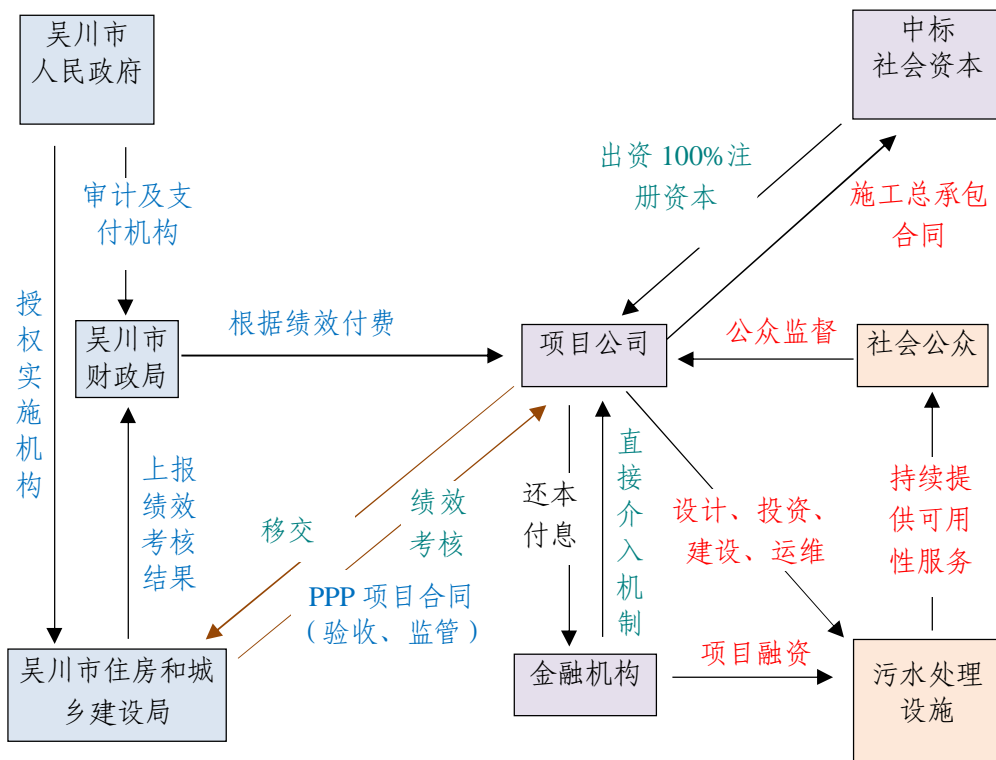 吴川市
人民政府
中标
社会资本
出资 100%注
册资本
施工总承包
合同
审计及支
付机构
授权实施机构
吴川市
财政局
根据绩效付费
项目公司
公众监督
社会公众
上报
绩效
考核
结果
移交
绩效
考核
还本
付息
直接介入机制
设计、投资、
建设、运维
持续提
供可用
性服务
PPP 项目合同
（验收、监管）
吴川市住房和城
乡建设局
金融机构
项目融资
污水处理
设施